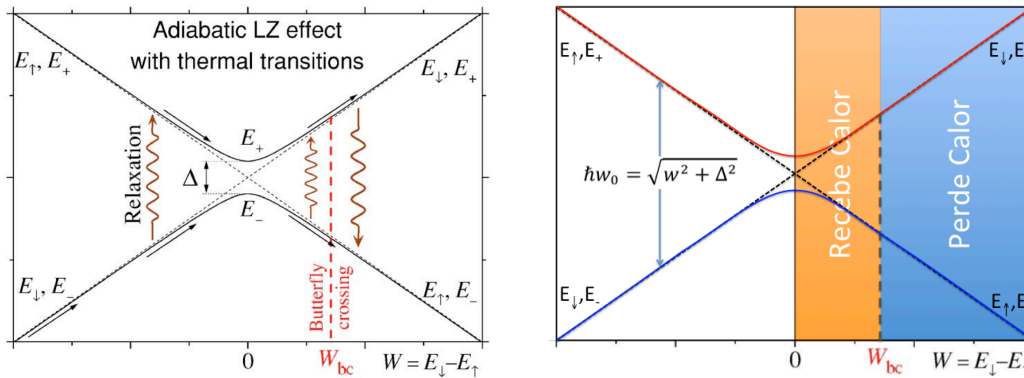 Adiabatic LZ effect
with thermal transitions
E↑, E+
E↓, E+
Relaxation
E+
Δ
E−
E↓, E−
E↑, E−
Butterfly
crossing
0
Wbc
W = E↓−E↑
E↑,E+
E↓,E
ħw₀ = √w² + Δ²
Recebe Calor
Perde Calor
E↓,E-
E↑,E
0
Wbc
W = E↓−E